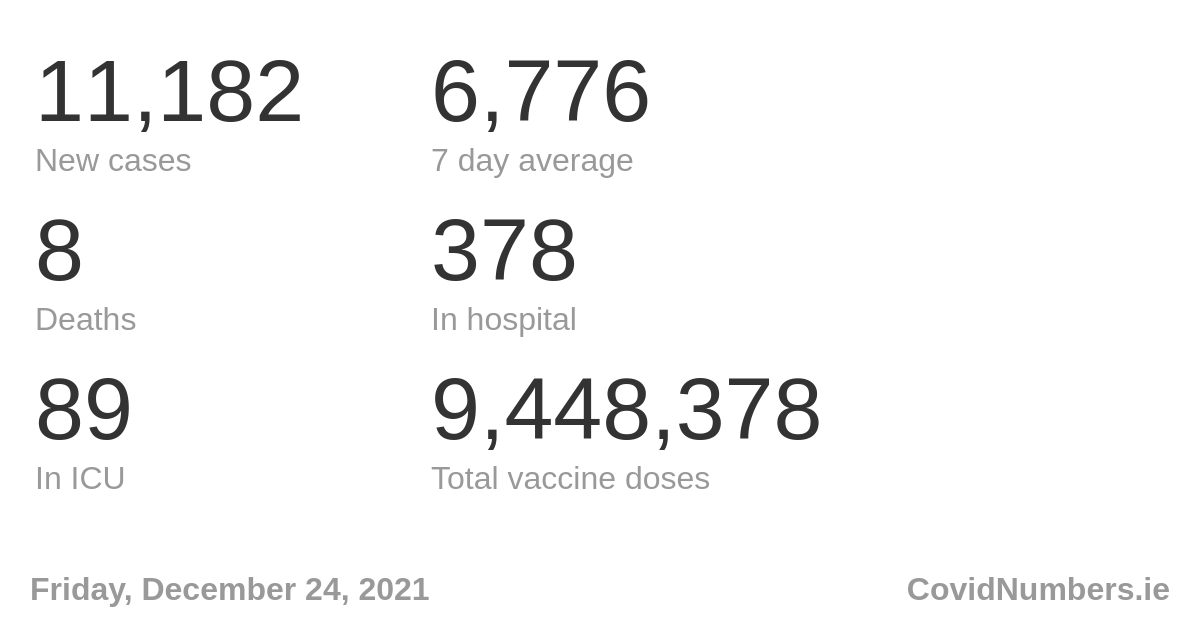 11,182
New cases
6,776
7 day average
8
Deaths
378
In hospital
89
In ICU
9,448,378
Total vaccine doses
Friday, December 24, 2021
CovidNumbers.ie